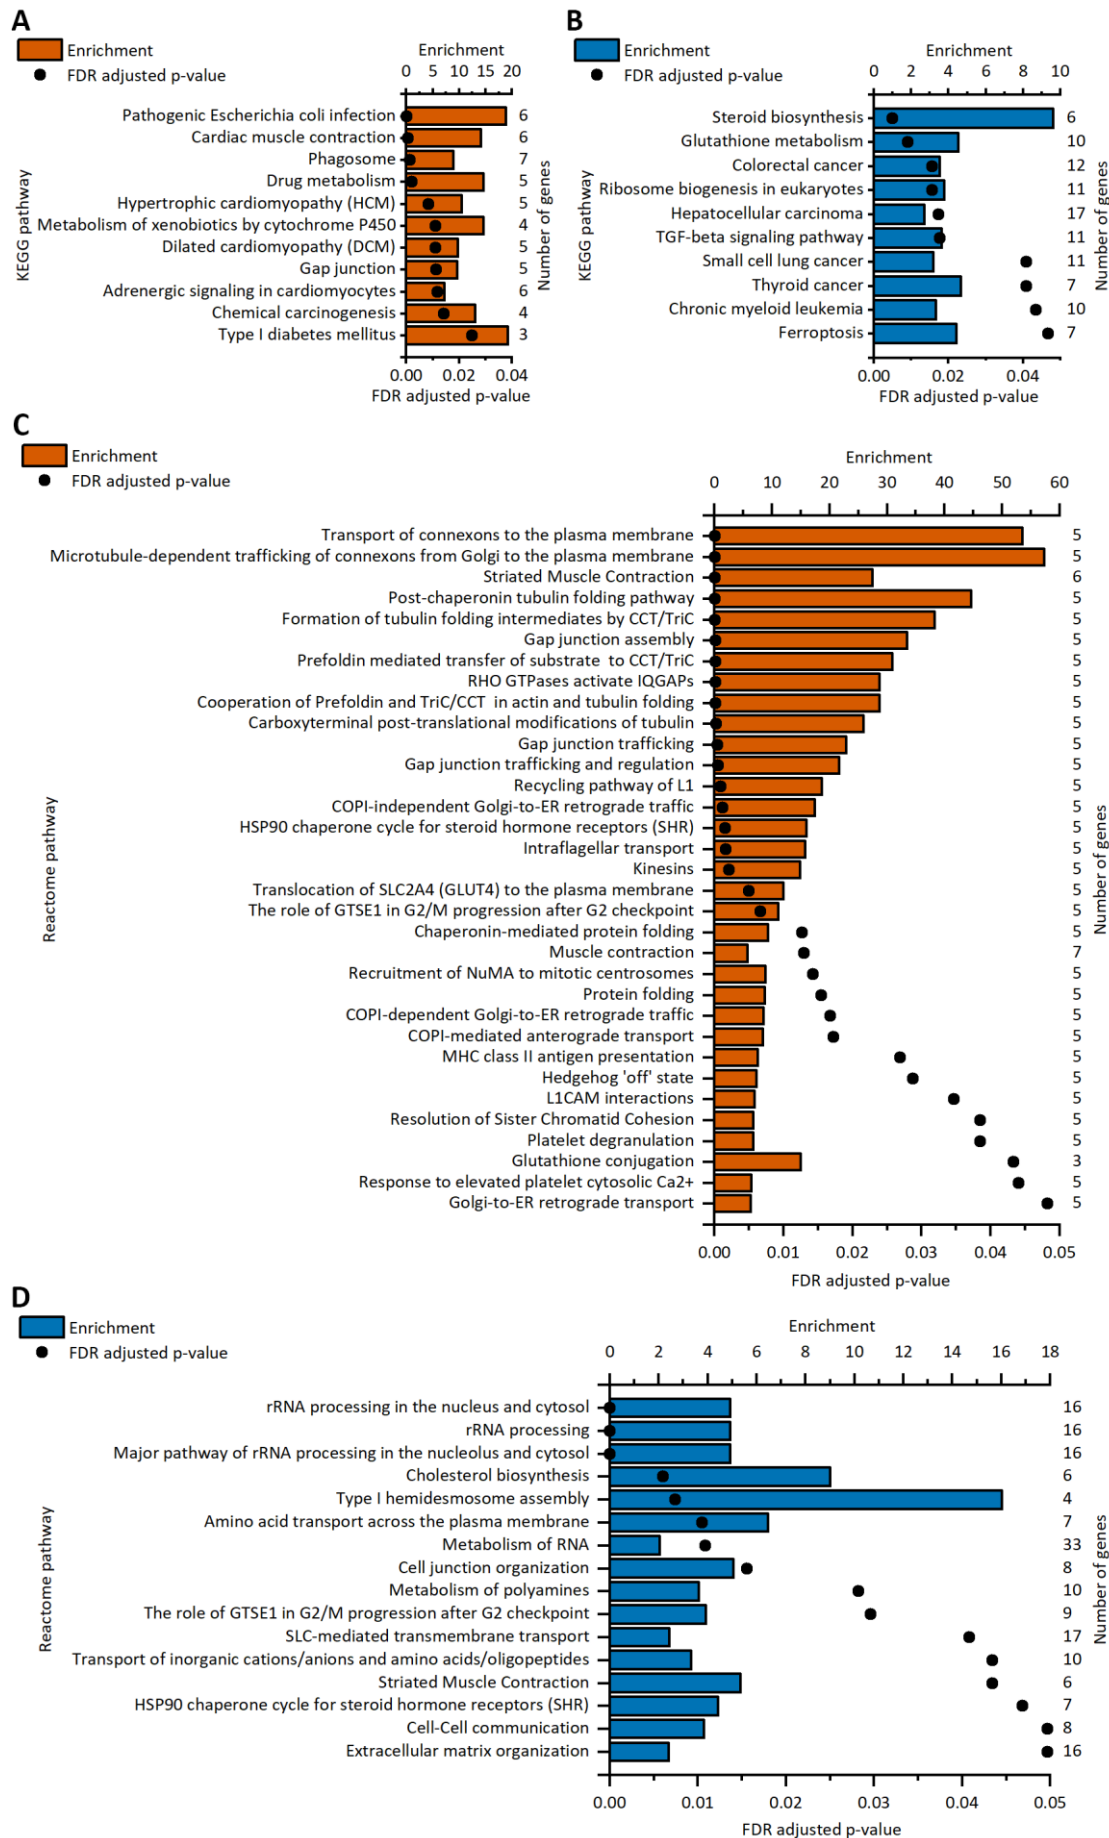 A
Enrichment
FDR adjusted p-value
Enrichment
0 5 10 15 20
Pathogenic Escherichia coli infection 6
Cardiac muscle contraction 6
Phagosome 7
Drug metabolism 5
Hypertrophic cardiomyopathy (HCM) 5
Metabolism of xenobiotics by cytochrome P450 4
Dilated cardiomyopathy (DCM) 5
Gap junction 5
Adrenergic signaling in cardiomyocytes 6
Chemical carcinogenesis 4
Type I diabetes mellitus 3
KEGG pathway
Number of genes
0.00 0.02 0.04
FDR adjusted p-value
B
Enrichment
FDR adjusted p-value
Enrichment
0 2 4 6 8 10
Steroid biosynthesis 6
Glutathione metabolism 10
Colorectal cancer 12
Ribosome biogenesis in eukaryotes 11
Hepatocellular carcinoma 17
TGF-beta signaling pathway 11
Small cell lung cancer 11
Thyroid cancer 7
Chronic myeloid leukemia 10
Ferroptosis 7
KEGG pathway
Number of genes
0.00 0.02 0.04
FDR adjusted p-value
C
Enrichment
FDR adjusted p-value
Enrichment
0 10 20 30 40 50 60
Transport of connexons to the plasma membrane 5
Microtubule-dependent trafficking of connexons from Golgi to the plasma membrane 5
Striated Muscle Contraction 6
Post-chaperonin tubulin folding pathway 5
Formation of tubulin folding intermediates by CCT/TriC 5
Gap junction assembly 5
Prefoldin mediated transfer of substrate to CCT/TriC 5
RHO GTPases activate IQGAPs 5
Cooperation of Prefoldin and TriC/CCT in actin and tubulin folding 5
Carboxyterminal post-translational modifications of tubulin 5
Gap junction trafficking 5
Gap junction trafficking and regulation 5
Recycling pathway of L1 5
COPI-independent Golgi-to-ER retrograde traffic 5
HSP90 chaperone cycle for steroid hormone receptors (SHR) 5
Intraflagellar transport 5
Kinesins 5
Translocation of SLC2A4 (GLUT4) to the plasma membrane 5
The role of GTSE1 in G2/M progression after G2 checkpoint 5
Chaperonin-mediated protein folding 5
Muscle contraction 7
Recruitment of NuMA to mitotic centrosomes 5
Protein folding 5
COPI-dependent Golgi-to-ER retrograde traffic 5
COPI-mediated anterograde transport 5
MHC class II antigen presentation 5
Hedgehog 'off' state 5
L1CAM interactions 5
Resolution of Sister Chromatid Cohesion 5
Platelet degranulation 5
Glutathione conjugation 3
Response to elevated platelet cytosolic Ca2+ 5
Golgi-to-ER retrograde transport 5
Reactome pathway
Number of genes
0.00 0.01 0.02 0.03 0.04 0.05
FDR adjusted p-value
D
Enrichment
FDR adjusted p-value
Enrichment
0 2 4 6 8 10 12 14 16 18
rRNA processing in the nucleus and cytosol 16
rRNA processing 16
Major pathway of rRNA processing in the nucleolus and cytosol 16
Cholesterol biosynthesis 6
Type I hemidesmosome assembly 4
Amino acid transport across the plasma membrane 7
Metabolism of RNA 33
Cell junction organization 8
Metabolism of polyamines 10
The role of GTSE1 in G2/M progression after G2 checkpoint 9
SLC-mediated transmembrane transport 17
Transport of inorganic cations/anions and amino acids/oligopeptides 10
Striated Muscle Contraction 6
HSP90 chaperone cycle for steroid hormone receptors (SHR) 7
Cell-Cell communication 8
Extracellular matrix organization 16
Reactome pathway
Number of genes
0.00 0.01 0.02 0.03 0.04 0.05
FDR adjusted p-value